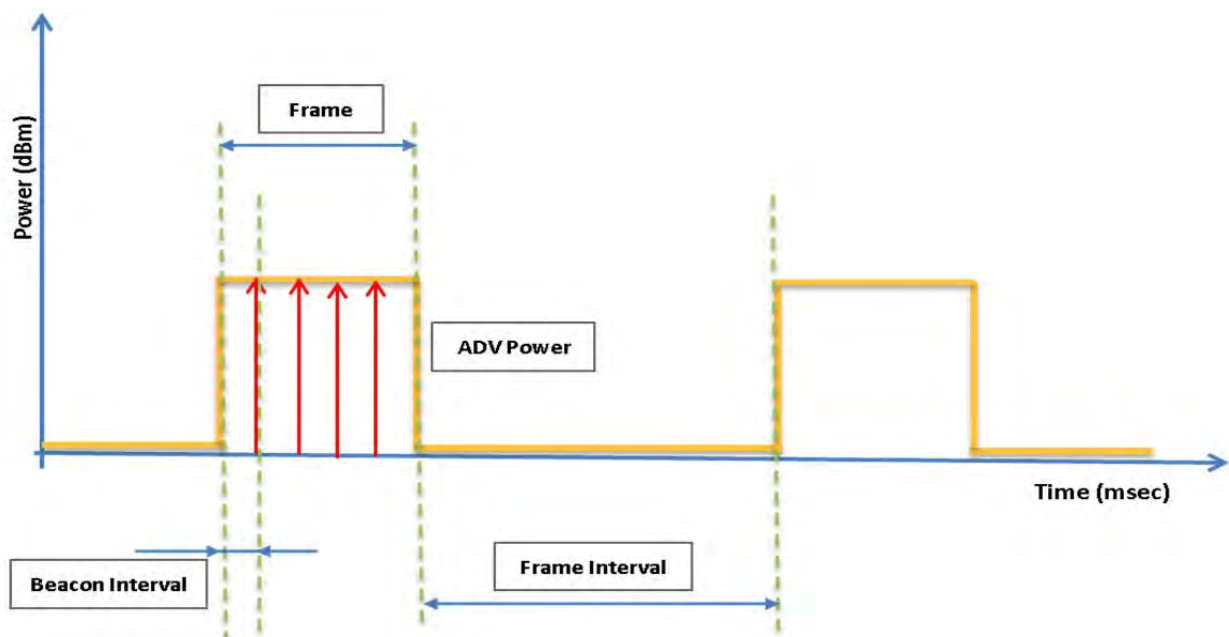 Frame
Power (dBm)
ADV Power
Time (msec)
Beacon Interval
Frame Interval